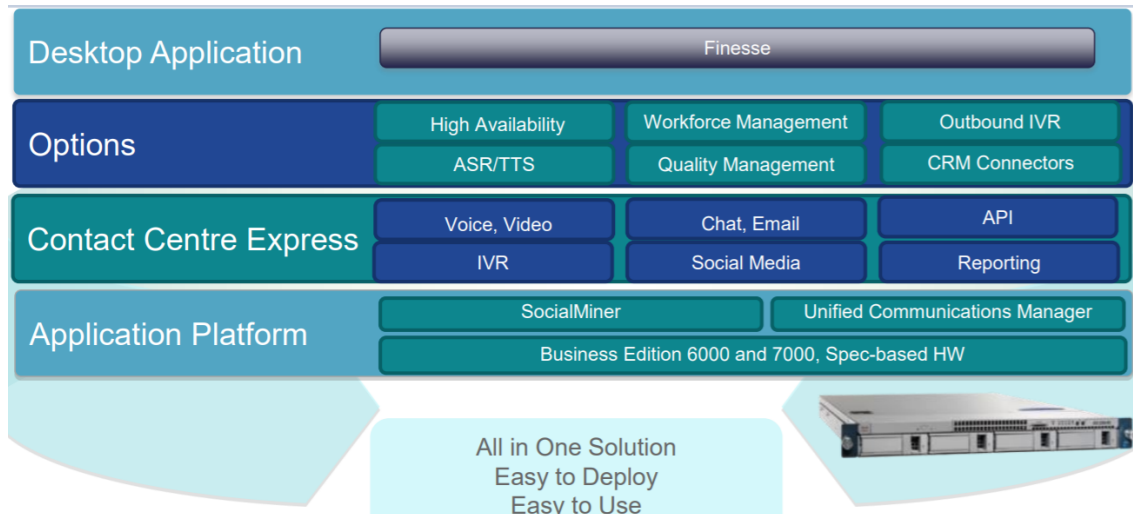 Desktop Application
Finesse
Options
High Availability
Workforce Management
Outbound IVR
ASR/TTS
Quality Management
CRM Connectors
Contact Centre Express
Voice, Video
Chat, Email
API
IVR
Social Media
Reporting
Application Platform
SocialMiner
Unified Communications Manager
Business Edition 6000 and 7000, Spec-based HW
All in One Solution
Easy to Deploy
Easy to Use